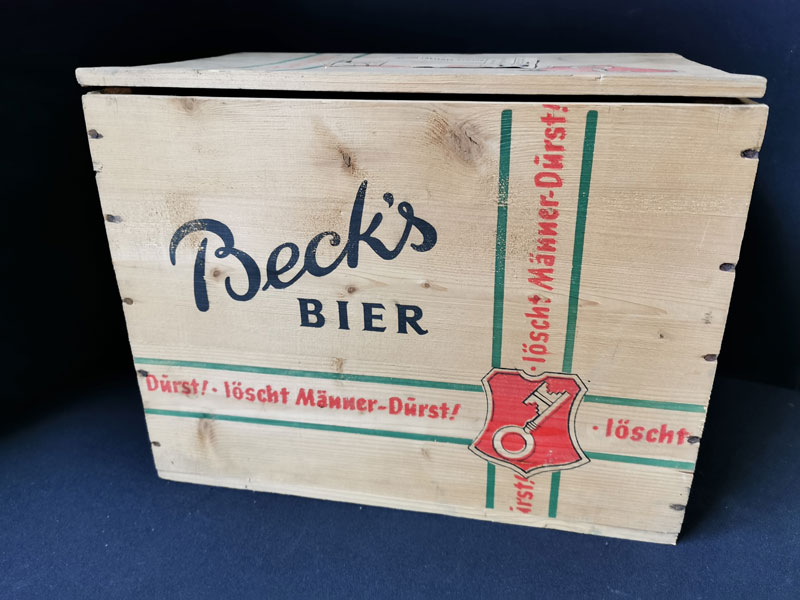 Beck's
BIER
Dürst!· löscht Männer-Dürst!
· löscht
·löscht Männer-Dürst!
ürst!